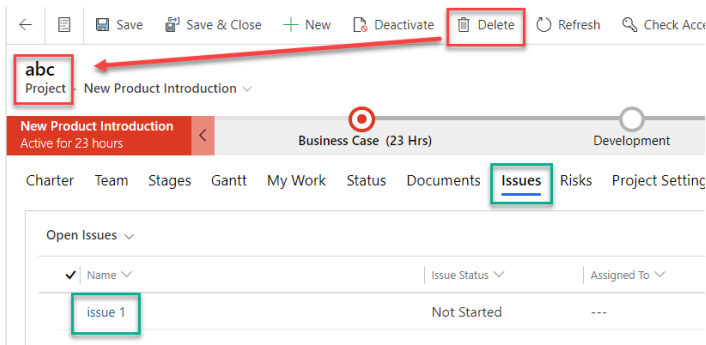 Save Save & Close New Deactivate Delete Refresh Check Acce
abc
Project · New Product Introduction
New Product Introduction
Active for 23 hours
Business Case (23 Hrs) Development
Charter Team Stages Gantt My Work Status Documents Issues Risks Project Setting
Open Issues
Name Issue Status Assigned To
issue 1 Not Started ---